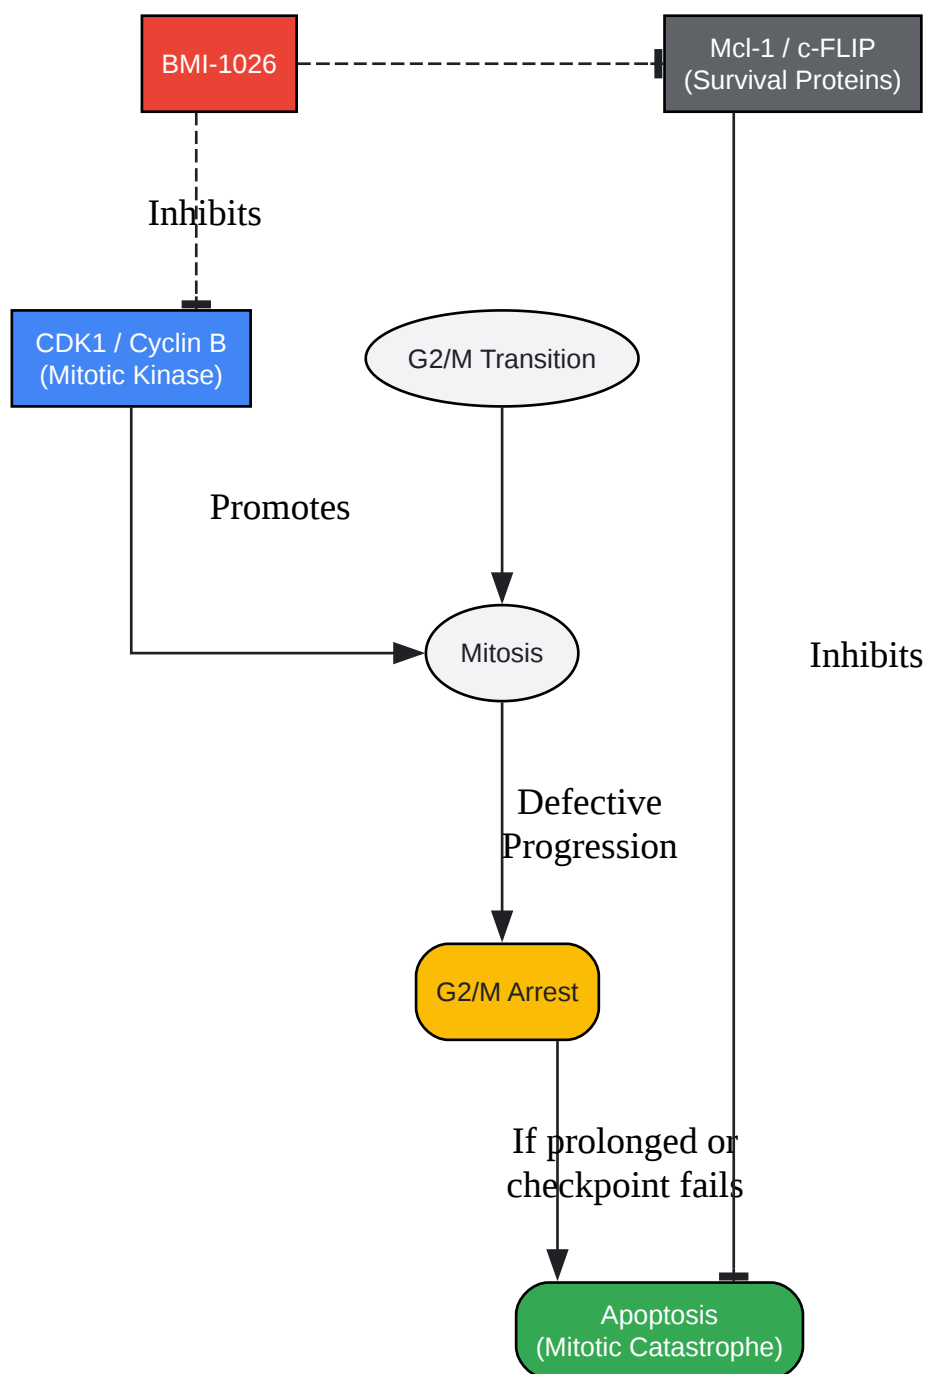 BMI-1026
Mcl-1 / c-FLIP
(Survival Proteins)
Inhibits
CDK1 / Cyclin B
(Mitotic Kinase)
G2/M Transition
Promotes
Mitosis
Inhibits
Defective
Progression
G2/M Arrest
If prolonged or
checkpoint fails
Apoptosis
(Mitotic Catastrophe)